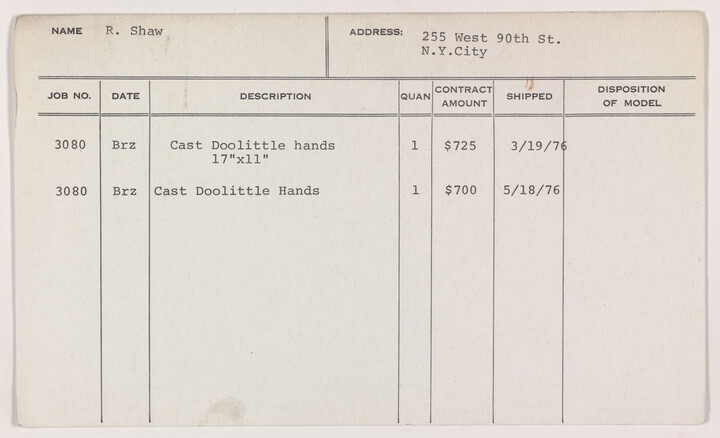 NAME R. Shaw ADDRESS: 255 West 90th St.
N.Y.City
JOB NO. DATE DESCRIPTION QUAN CONTRACT AMOUNT SHIPPED DISPOSITION OF MODEL
3080 Brz Cast Doolittle hands 1 $725 3/19/76
17"x11"
3080 Brz Cast Doolittle Hands 1 $700 5/18/76